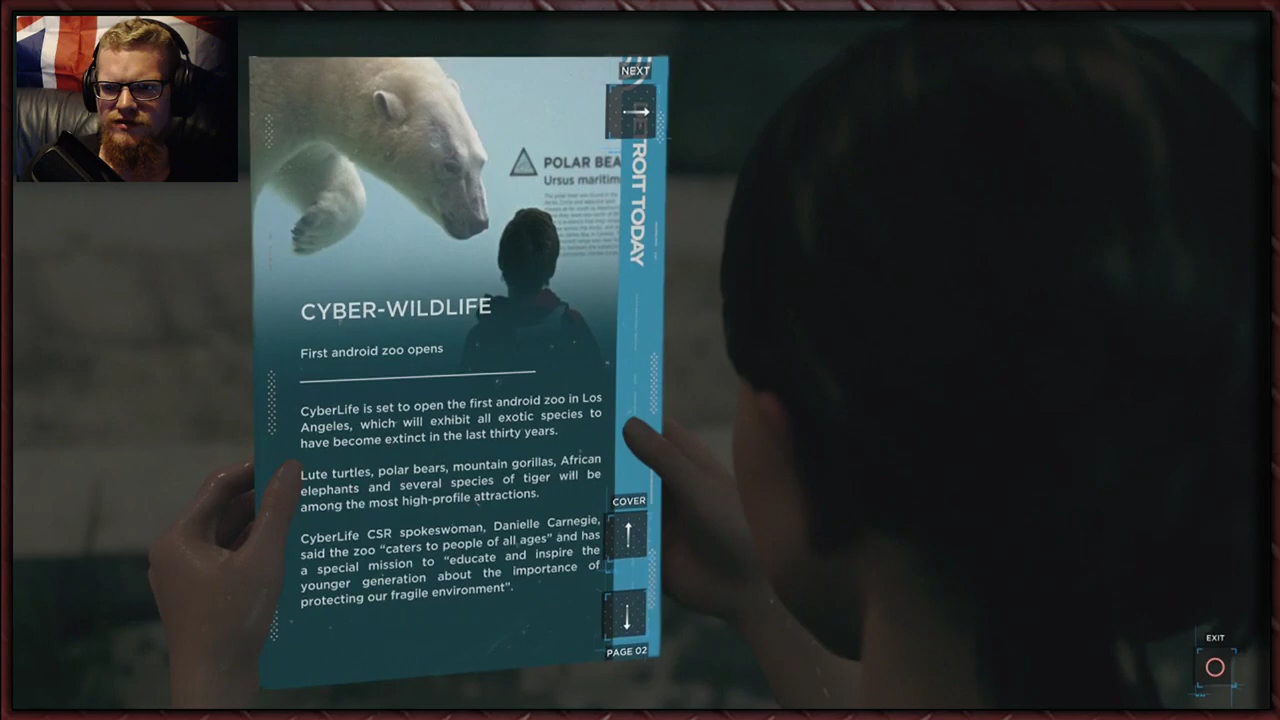 NEXT
ROIT TODAY
POLAR BEA
Ursus maritim
CYBER-WILDLIFE
First android zoo opens
CyberLife is set to open the first android zoo in Los
Angeles, which will exhibit all exotic species to
have become extinct in the last thirty years.
Lute turtles, polar bears, mountain gorillas, African
elephants and several species of tiger will be
among the most high-profile attractions.
CyberLife CSR spokeswoman, Danielle Carnegie,
said the zoo “caters to people of all ages” and has
a special mission to “educate and inspire the
younger generation about the importance of
protecting our fragile environment”.
COVER
PAGE 02
EXIT